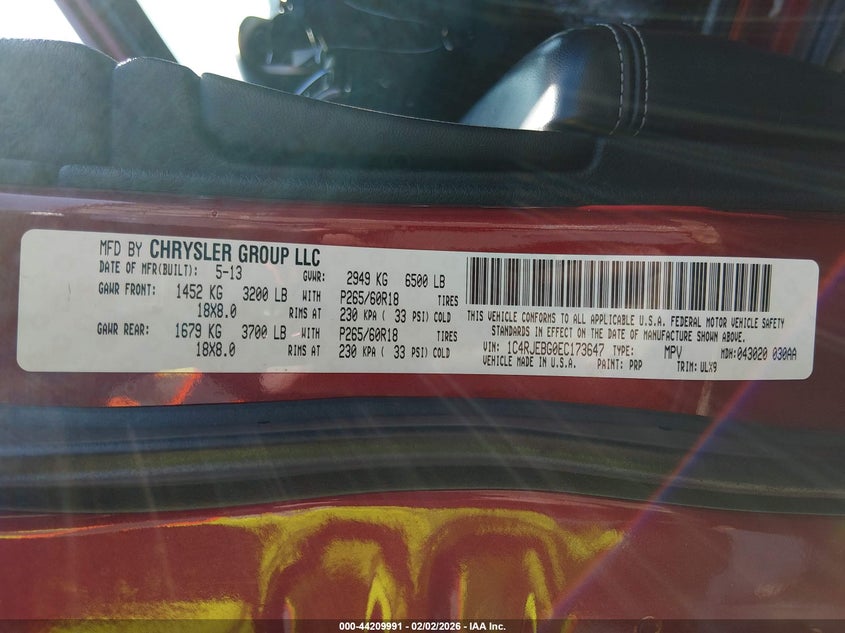 MFD BY CHRYSLER GROUP LLC
DATE OF MFR(BUILT): 5-13 GVWR: 2949 KG 6500 LB
GAWR FRONT: 1452 KG 3200 LB WITH P265/60R18 TIRES
18X8.0 RIMS AT 230 KPA ( 33 PSI) COLD
GAWR REAR: 1679 KG 3700 LB WITH P265/60R18 TIRES
18X8.0 RIMS AT 230 KPA ( 33 PSI) COLD
THIS VEHICLE CONFORMS TO ALL APPLICABLE U.S.A. FEDERAL MOTOR VEHICLE SAFETY
STANDARDS IN EFFECT ON THE DATE OF MANUFACTURE SHOWN ABOVE.
VIN: 1C4RJEBG0EC173647 TYPE: MPV MDH: 043020 030AA
VEHICLE MADE IN U.S.A. PAINT: PRP TRIM: ULX9
000-44209991 - 02/02/2026 - IAA Inc.